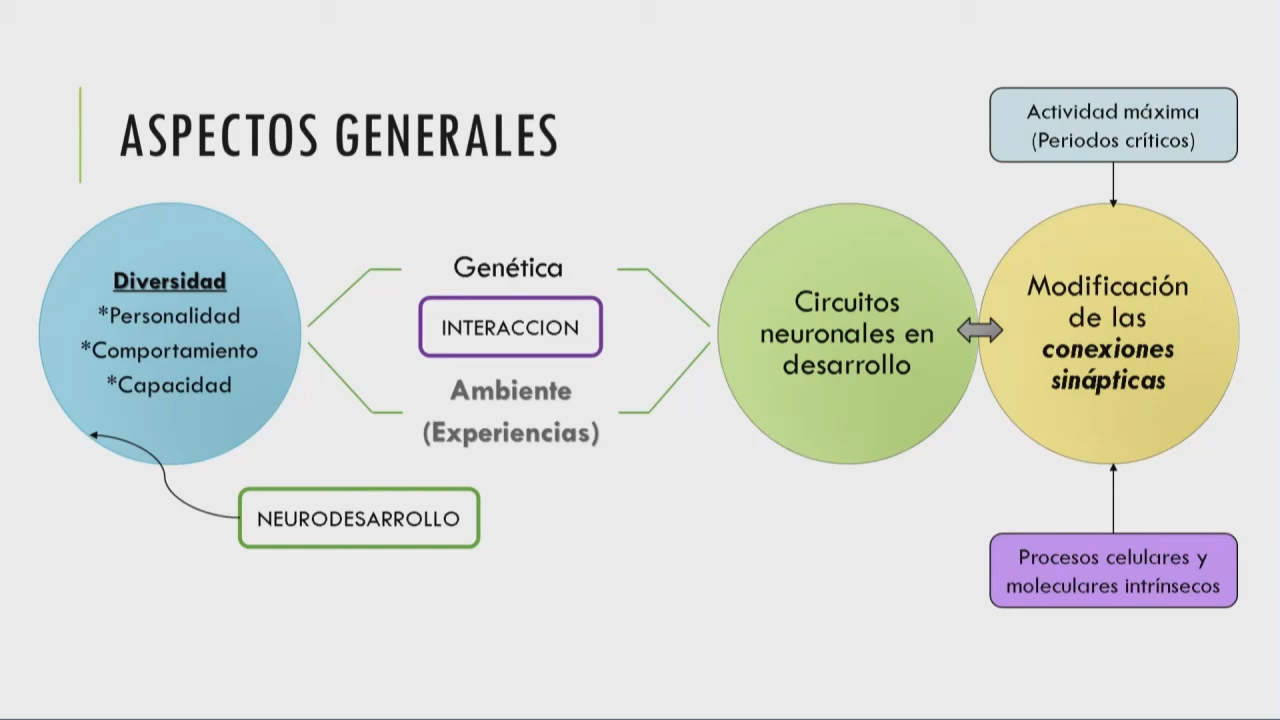 ASPECTOS GENERALES
Actividad máxima
(Periodos críticos)
Diversidad
*Personalidad
*Comportamiento
*Capacidad
Genética
INTERACCION
Ambiente
(Experiencias)
Circuitos
neuronales en
desarrollo
Modificación
de las
conexiones
sinápticas
NEURODESARROLLO
Procesos celulares y
moleculares intrínsecos